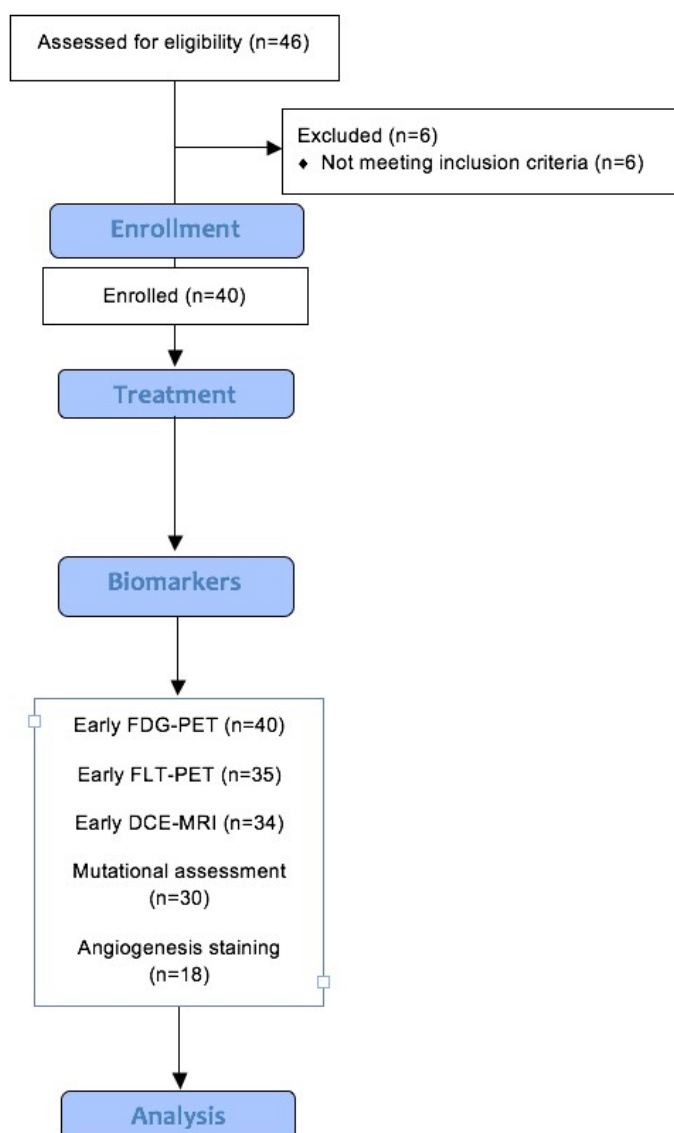 Assessed for eligibility (n=46)
Excluded (n=6)
♦ Not meeting inclusion criteria (n=6)
Enrollment
Enrolled (n=40)
Treatment
Biomarkers
Early FDG-PET (n=40)
Early FLT-PET (n=35)
Early DCE-MRI (n=34)
Mutational assessment
(n=30)
Angiogenesis staining
(n=18)
Analysis